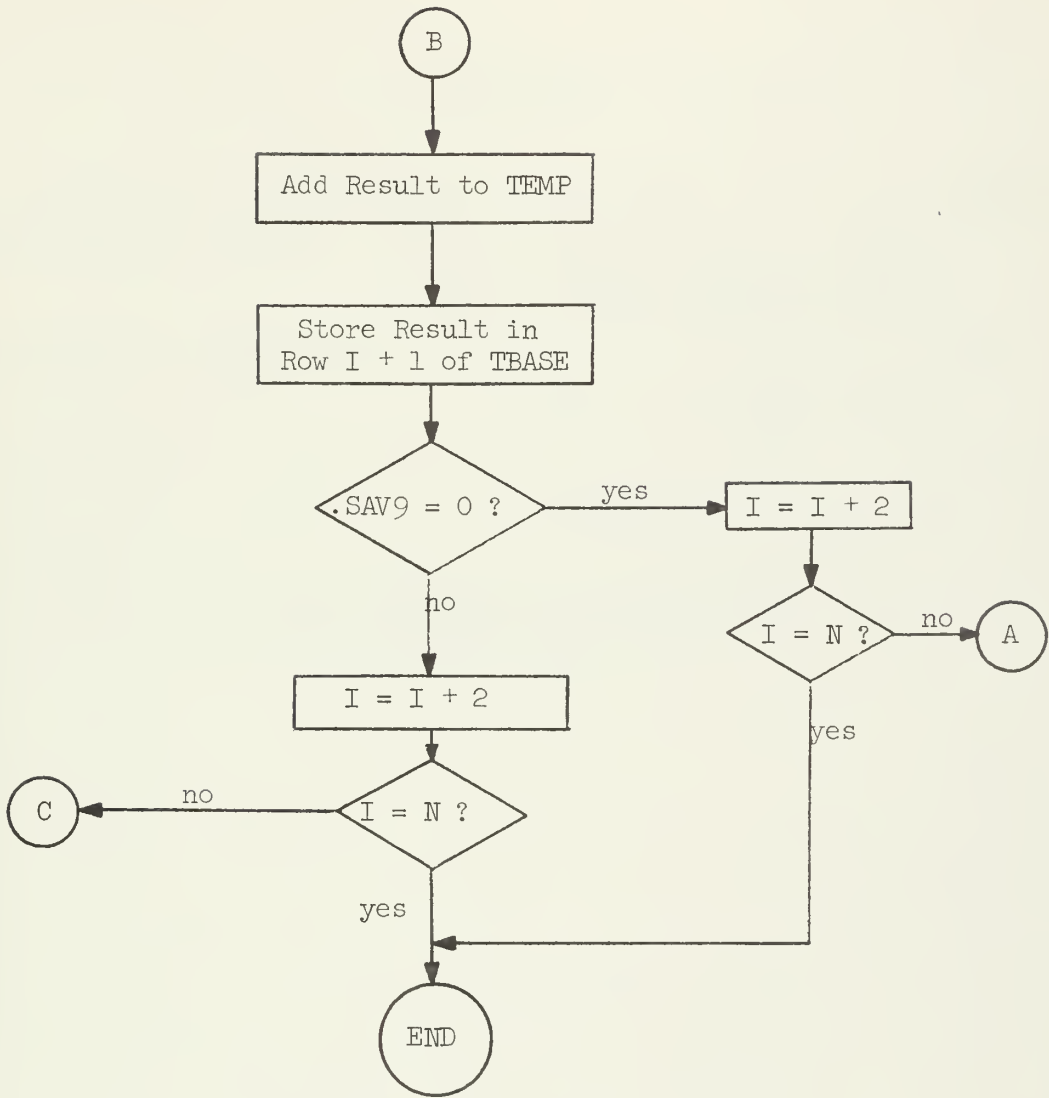 B
Add Result to TEMP
Store Result in
Row I + 1 of TBASE
.SAV9 = 0 ?
yes
I = I + 2
no
I = N ?
no
A
I = I + 2
yes
no
C
I = N ?
yes
END